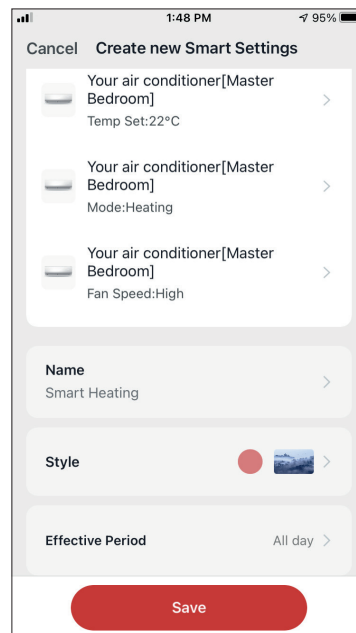 1:48 PM
95%
Cancel Create new Smart Settings
Your air conditioner[Master
Bedroom]
Temp Set:22°C
Your air conditioner[Master
Bedroom]
Mode:Heating
Your air conditioner[Master
Bedroom]
Fan Speed:High
Name
Smart Heating
Style
Effective Period All day
Save